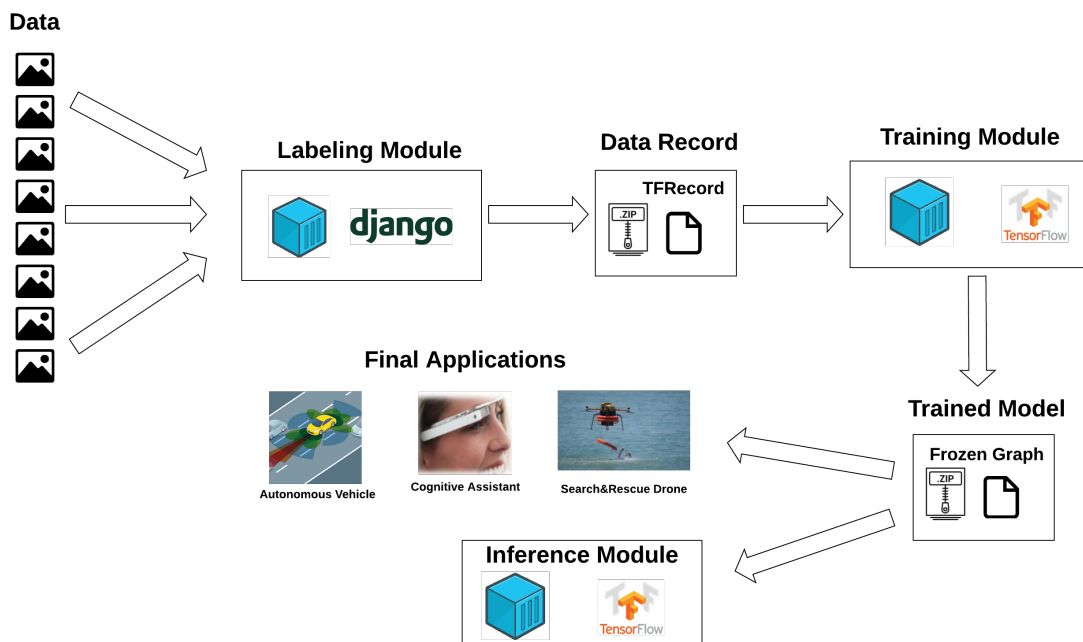 Data
Labeling Module
django
Data Record
TFRecord
.ZIP
Training Module
TensorFlow
Final Applications
Autonomous Vehicle
Cognitive Assistant
Search&Rescue Drone
Trained Model
Frozen Graph
.ZIP
Inference Module
TensorFlow